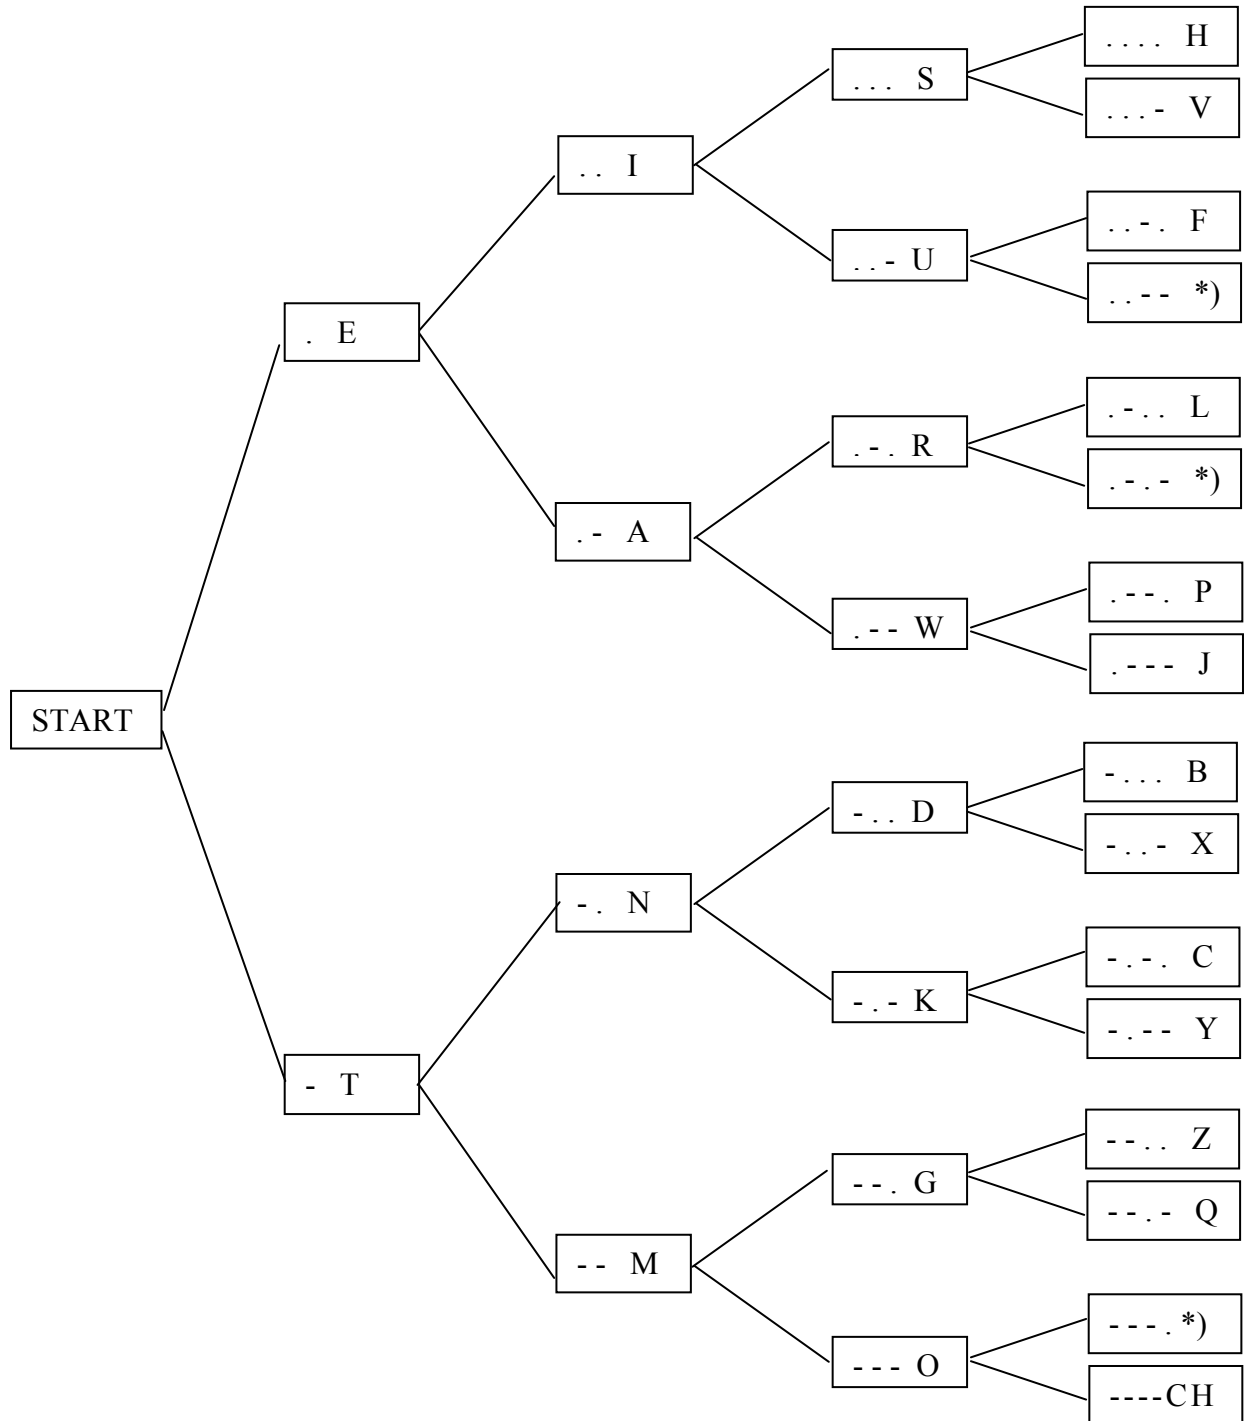 .... H
... S
...- V
.. I
..-. F
..- U
..-- *)
. E
.-.. L
.-. R
.-.- *)
.- A
.--. P
.-- W
.--- J
START
-... B
-.. D
-..- X
-. N
-.-. C
-.- K
-.-- Y
- T
--.. Z
--. G
--.- Q
-- M
---. *)
--- O
----CH